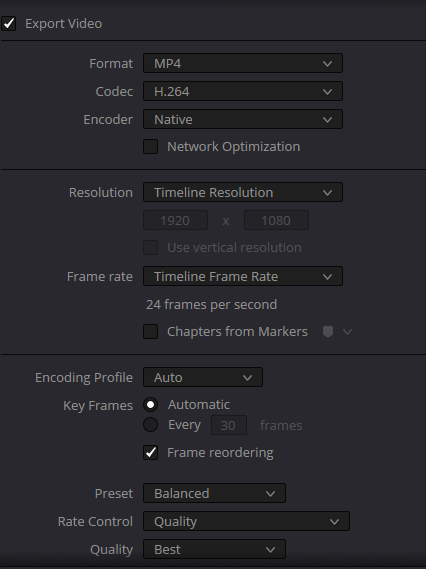 Export Video
Format MP4
Codec H.264
Encoder Native
Network Optimization
Resolution Timeline Resolution
1920 x 1080
Use vertical resolution
Frame rate Timeline Frame Rate
24 frames per second
Chapters from Markers
Encoding Profile Auto
Key Frames Automatic
Every 30 frames
Frame reordering
Preset Balanced
Rate Control Quality
Quality Best